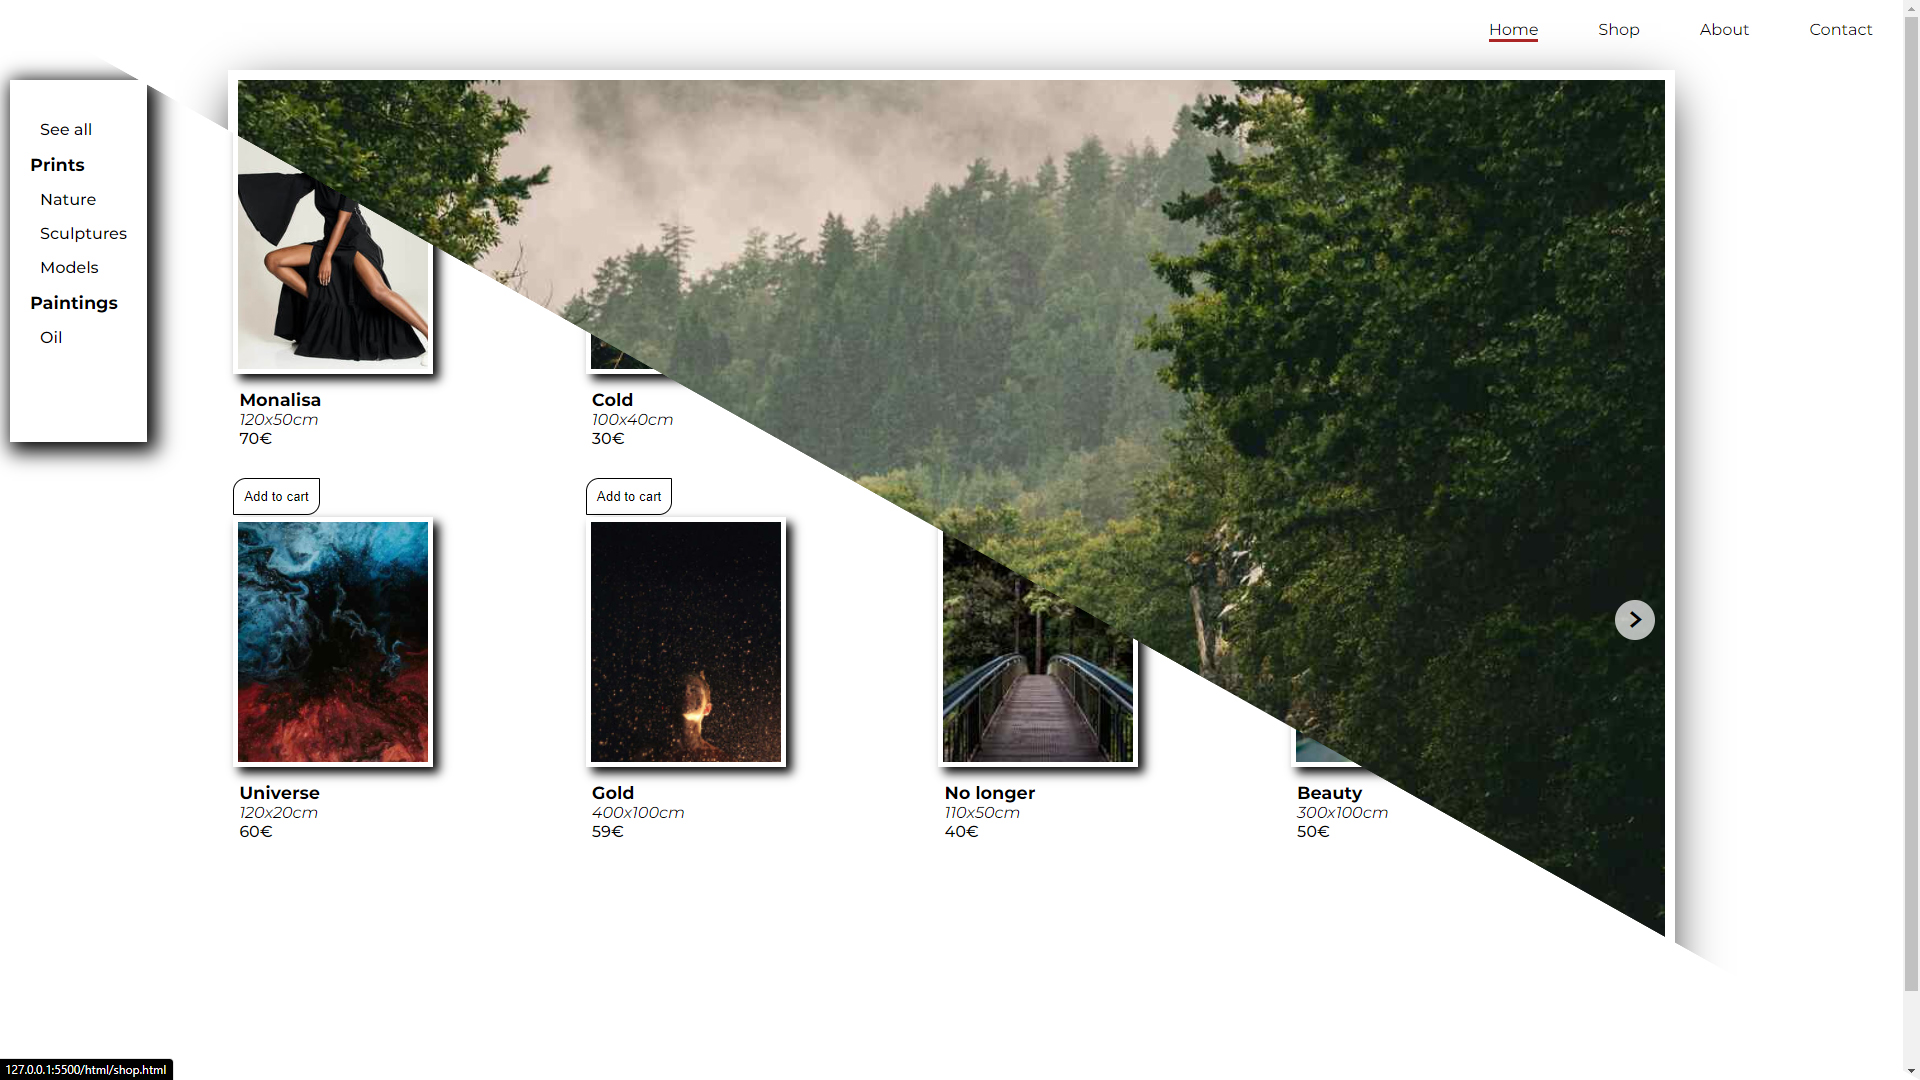 Home Shop About Contact
See all
Prints
Nature
Sculptures
Models
Paintings
Oil
Monalisa
120x50cm
70€
Add to cart
Cold
100x40cm
30€
Add to cart
Universe
120x20cm
60€
Gold
400x100cm
59€
No longer
110x50cm
40€
Beauty
300x100cm
50€
127.0.0.1:5500/html/shop.html